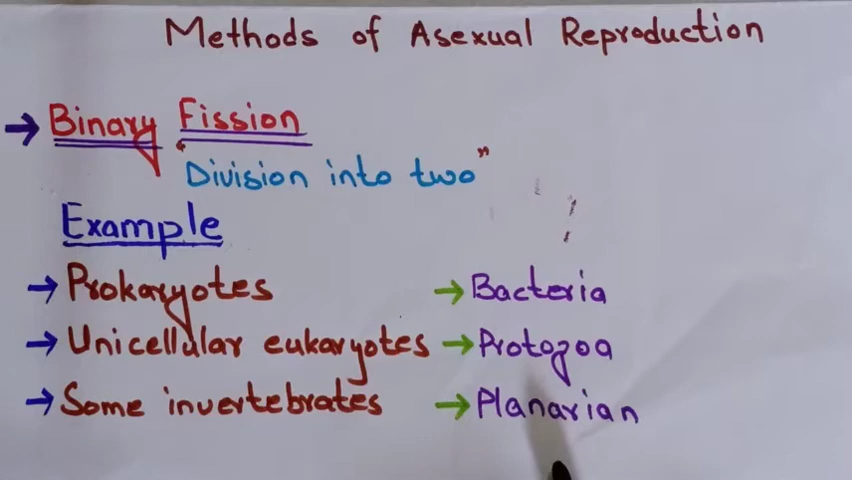 Methods of Asexual Reproduction
→ Binary Fission
"Division into two"
Example
→ Prokaryotes → Bacteria
→ Unicellular eukaryotes → Protozoa
→ Some invertebrates → Planarian